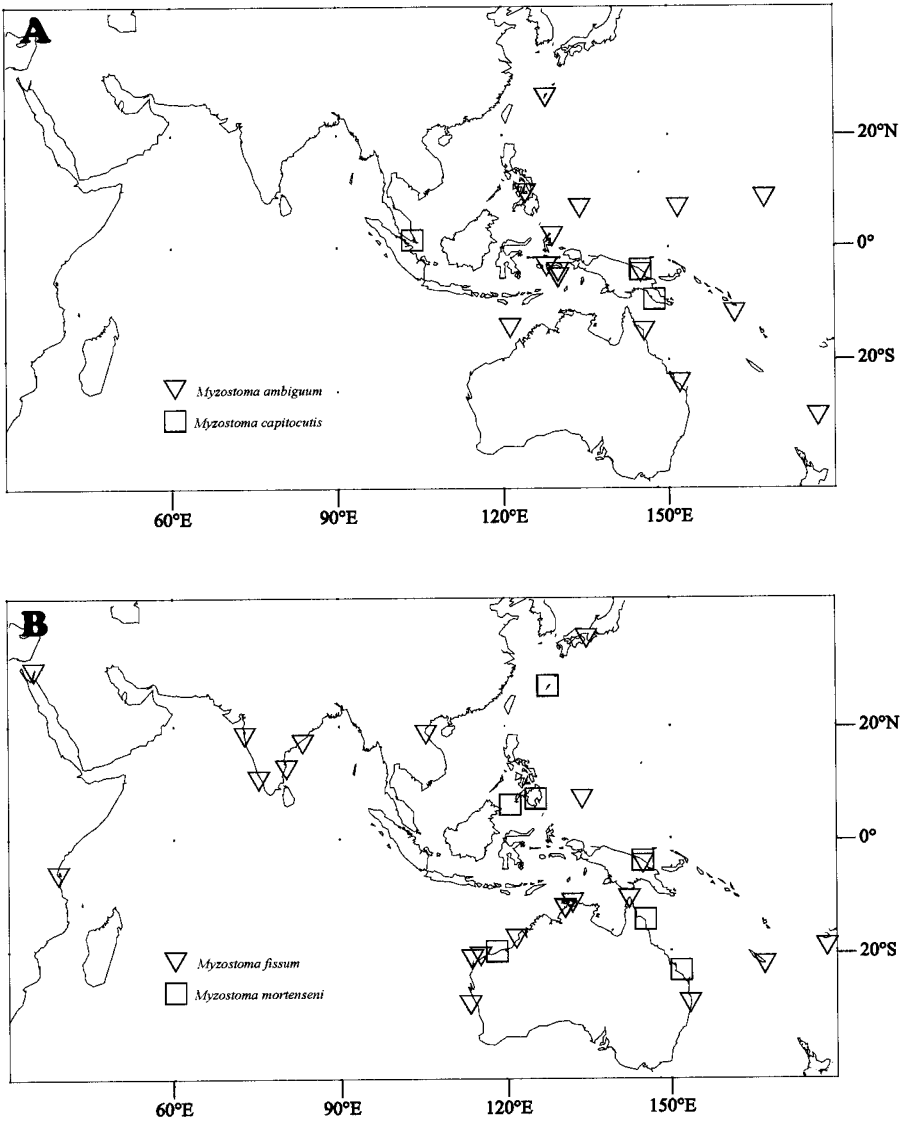 A
20°N
0°
20°S
Myzostoma ambiguum
Myzostoma capitocutis
60°E 90°E 120°E 150°E
B
20°N
0°
20°S
Myzostoma fissum
Myzostoma mortenseni
60°E 90°E 120°E 150°E